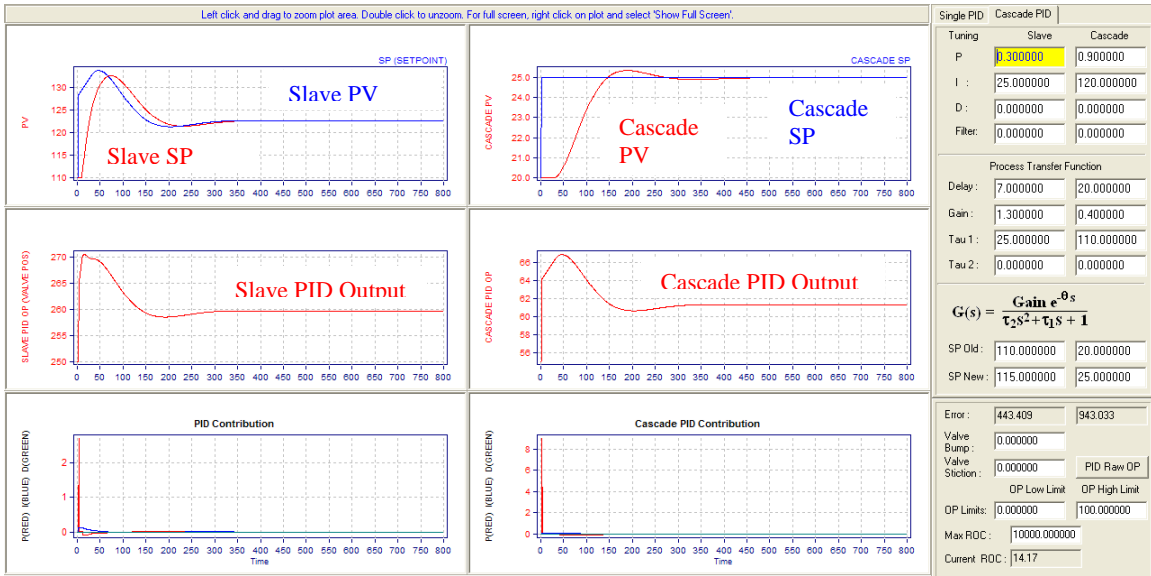 Left click and drag to zoom plot area. Double click to unzoom. For full screen, right click on plot and select 'Show Full Screen'.
SP (SETPOINT)
PV
130
125
120
115
110
Slave PV
Slave SP
0 50 100 150 200 250 300 350 400 450 500 550 600 650 700 750 800
CASCADE SP
CASCADE PV
25.0
24.0
23.0
22.0
21.0
20.0
Cascade
SP
Cascade
PV
0 50 100 150 200 250 300 350 400 450 500 550 600 650 700 750 800
SLAVE PID OP (VALVE POS)
270
265
260
255
250
Slave PID Output
0 50 100 150 200 250 300 350 400 450 500 550 600 650 700 750 800
CASCADE PID OP
66
64
62
60
58
56
Cascade PID Output
0 50 100 150 200 250 300 350 400 450 500 550 600 650 700 750 800
PID Contribution
P(RED) I(BLUE) D(GREEN)
2
1
0
0 50 100 150 200 250 300 350 400 450 500 550 600 650 700 750 800
Time
Cascade PID Contribution
P(RED) I(BLUE) D(GREEN)
8
6
4
2
0
0 50 100 150 200 250 300 350 400 450 500 550 600 650 700 750 800
Time
Single PID Cascade PID
Tuning Slave Cascade
P 0.300000 0.900000
I : 25.000000 120.000000
D : 0.000000 0.000000
Filter: 0.000000 0.000000
Process Transfer Function
Delay : 7.000000 20.000000
Gain : 1.300000 0.400000
Tau 1 : 25.000000 110.000000
Tau 2 : 0.000000 0.000000
G(s) = Gain e^-θs / τ₂s²+τ₁s + 1
SP Old : 110.000000 20.000000
SP New : 115.000000 25.000000
Error : 443.409 943.033
Valve
Bump : 0.000000
Valve
Stiction : 0.000000 PID Raw OP
OP Low Limit OP High Limit
OP Limits: 0.000000 100.000000
Max ROC : 10000.000000
Current ROC : 14.17